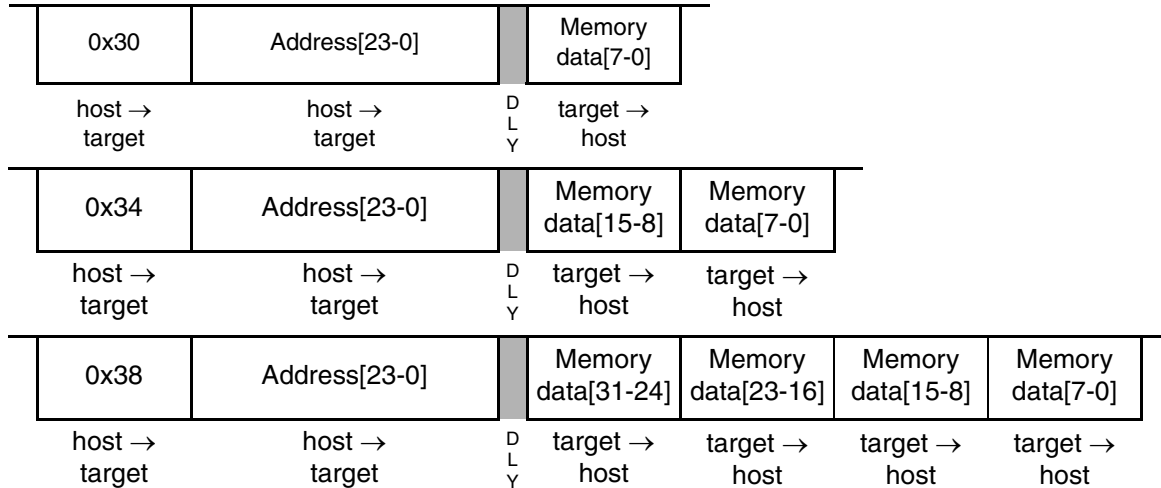 0x30 Address[23-0] Memory
data[7-0]
host → host → D target →
target target L host
Y
0x34 Address[23-0] Memory Memory
data[15-8] data[7-0]
host → host → D target → target →
target target L host host
Y
0x38 Address[23-0] Memory Memory Memory Memory
data[31-24] data[23-16] data[15-8] data[7-0]
host → host → D target → target → target → target →
target target L host host host host
Y